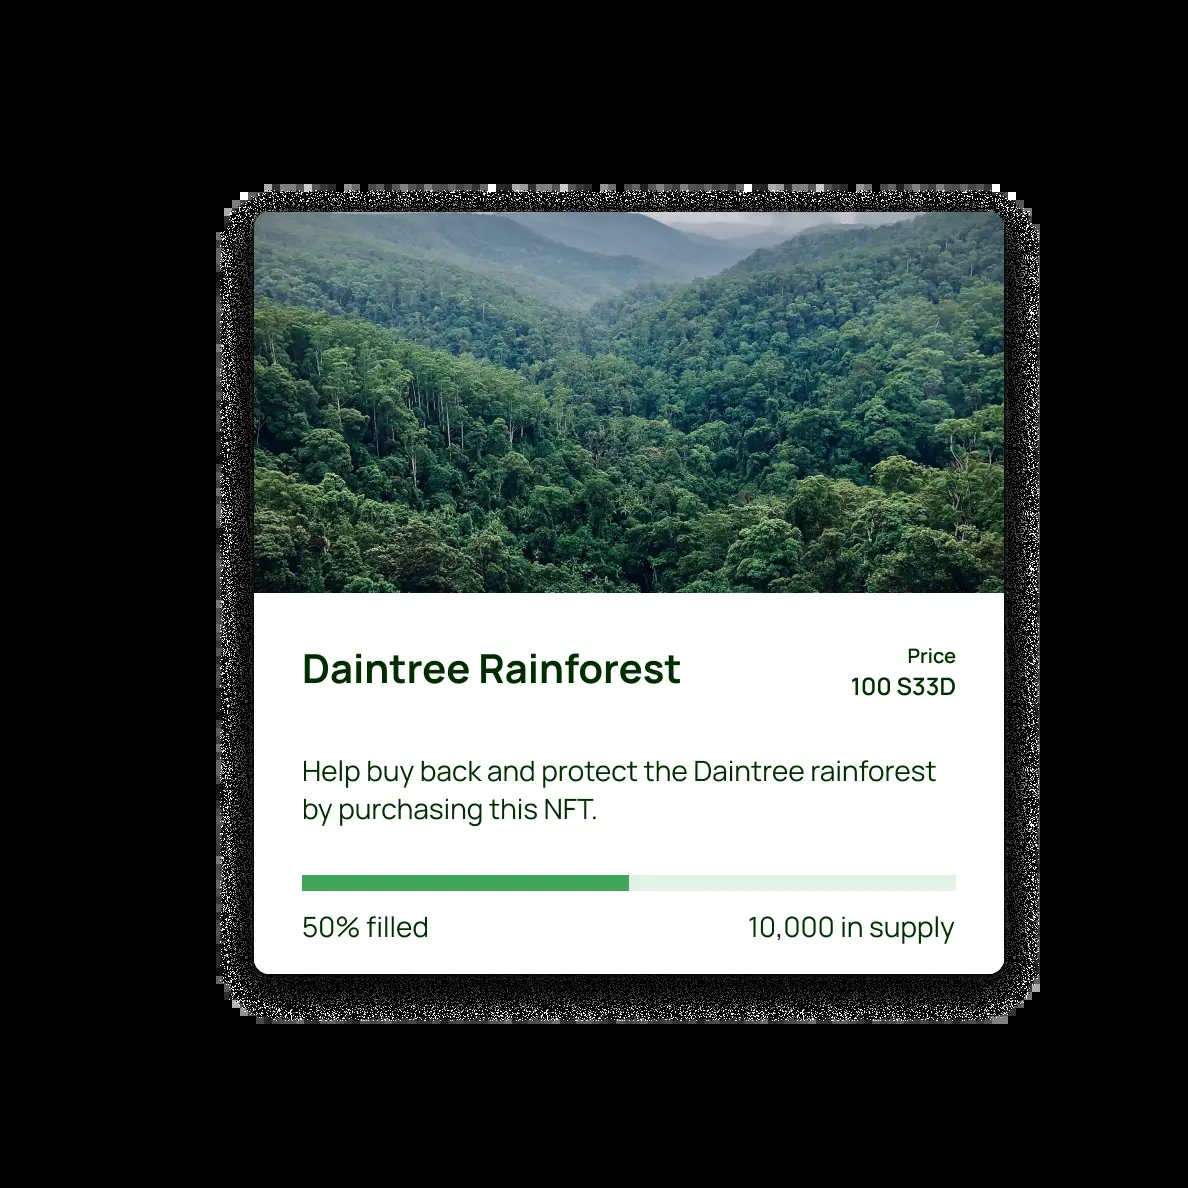 Daintree Rainforest
Price
100 S33D
Help buy back and protect the Daintree rainforest
by purchasing this NFT.
50% filled
10,000 in supply